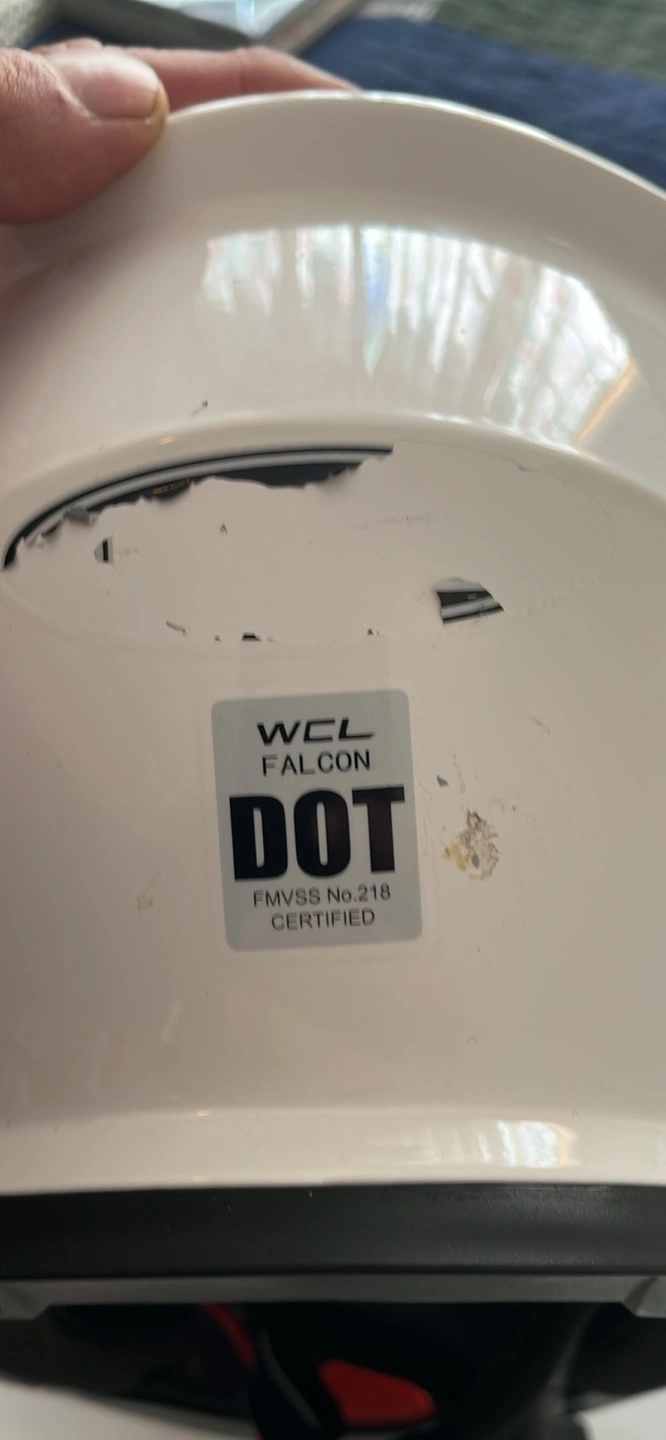 WCL
FALCON
DOT
FMVSS No.218
CERTIFIED